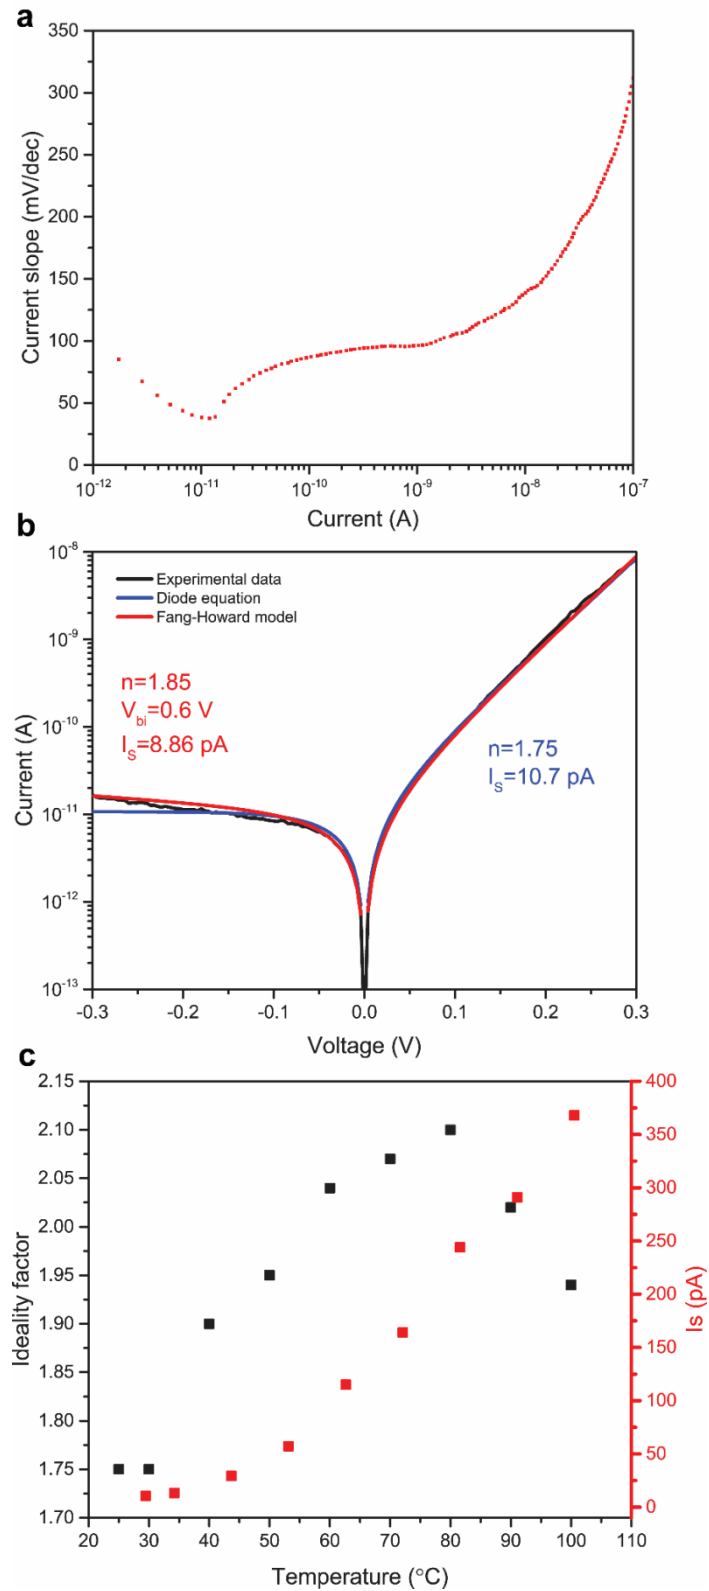 a
350
300
250
200
150
100
50
0
Current slope (mV/dec)
10⁻¹² 10⁻¹¹ 10⁻¹⁰ 10⁻⁹ 10⁻⁸ 10⁻⁷
Current (A)
b
10⁻⁸
10⁻⁹
10⁻¹⁰
10⁻¹¹
10⁻¹²
10⁻¹³
Current (A)
Experimental data
Diode equation
Fang-Howard model
n=1.85
V_bi=0.6 V
I_S=8.86 pA
n=1.75
I_S=10.7 pA
-0.3 -0.2 -0.1 0.0 0.1 0.2 0.3
Voltage (V)
c
2.15
2.10
2.05
2.00
1.95
1.90
1.85
1.80
1.75
1.70
Ideality factor
400
350
300
250
200
150
100
50
0
Is (pA)
20 30 40 50 60 70 80 90 100 110
Temperature (°C)